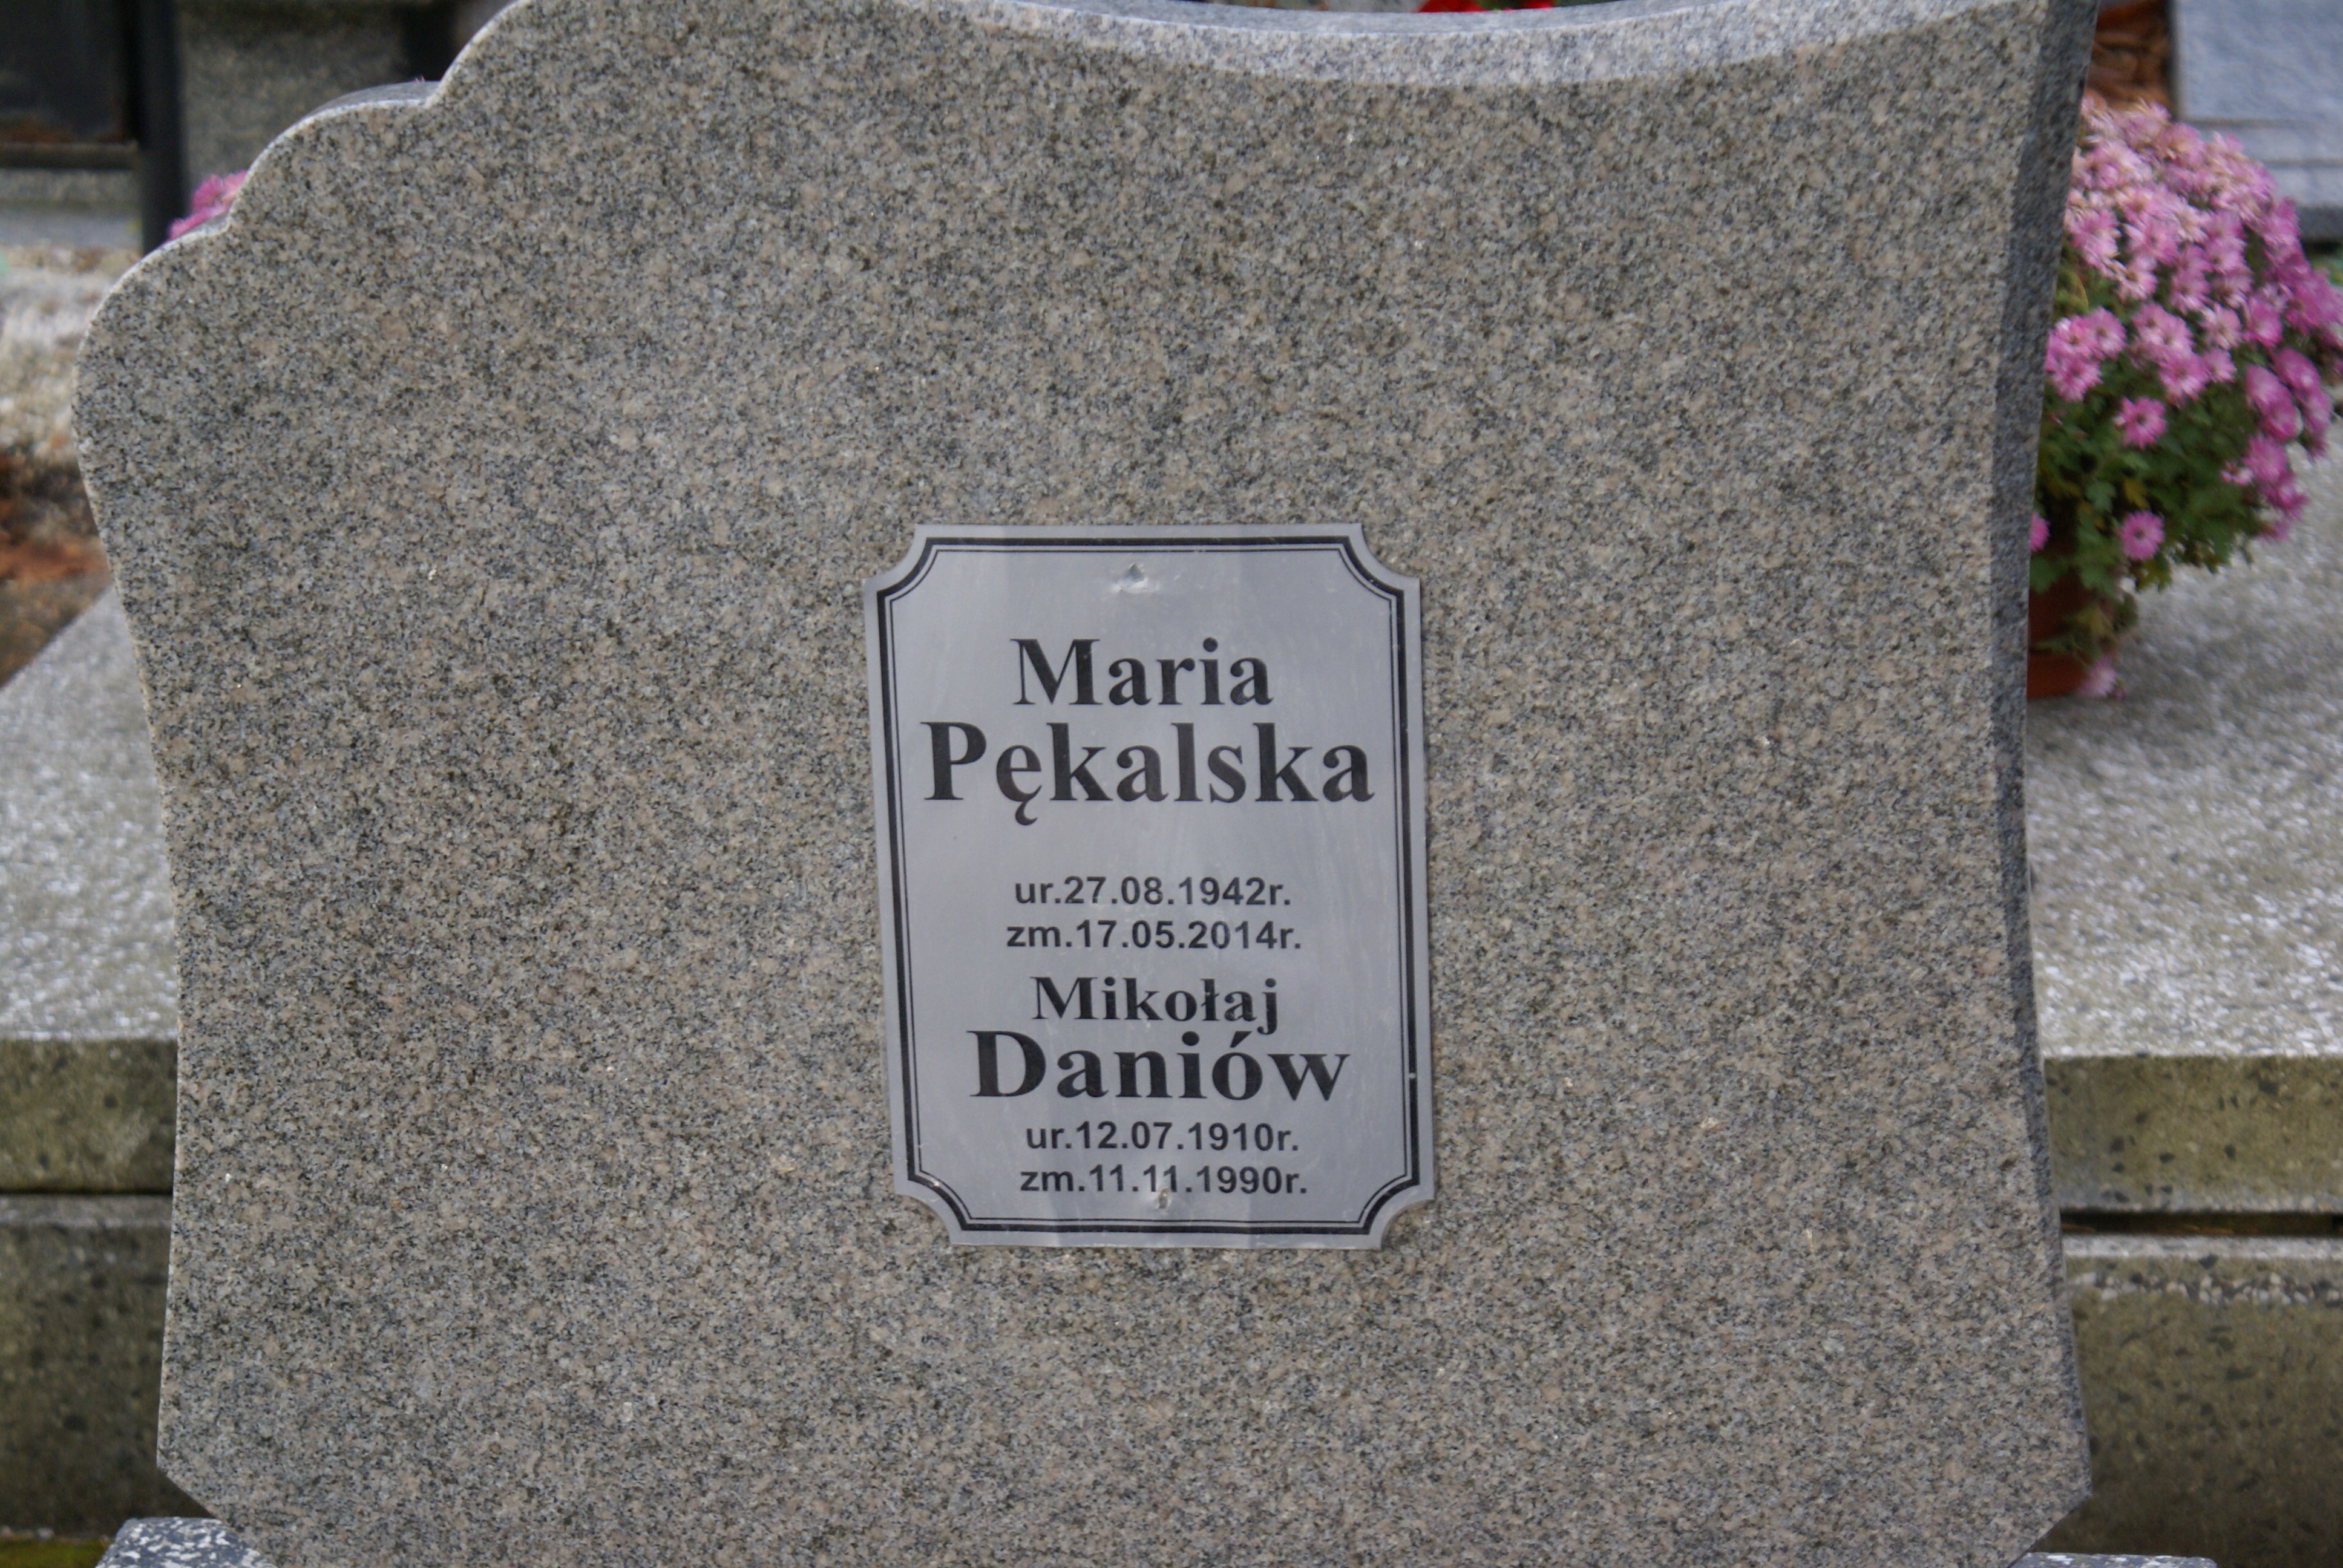 Maria
Pękalska
ur.27.08.1942r.
zm.17.05.2014r.
Mikołaj
Daniów
ur.12.07.1910r.
zm.11.11.1990r.